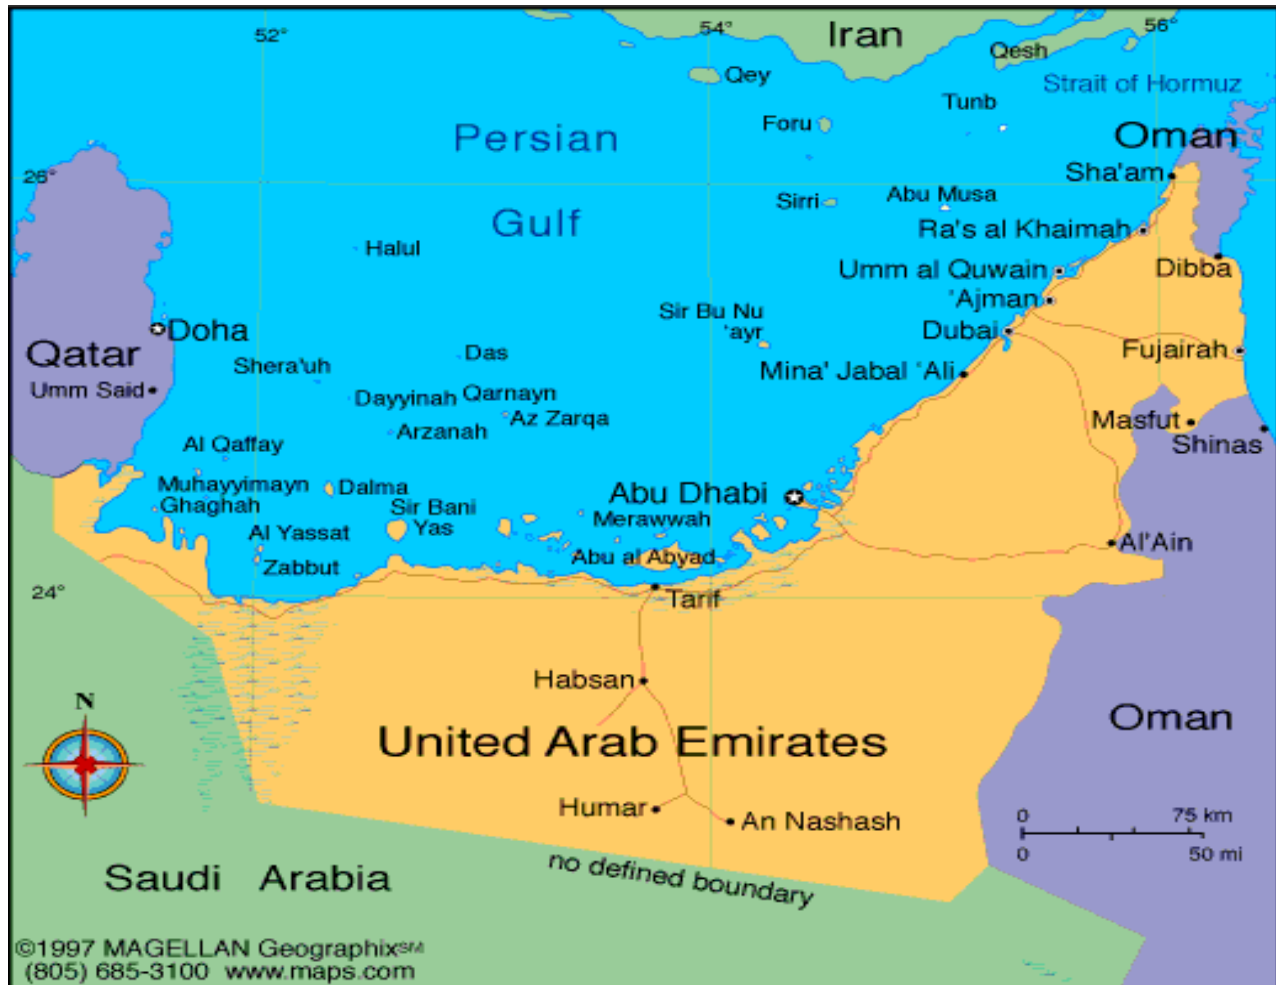 52°
54°
56°
Iran
Qesh
Qey
Strait of Hormuz
Tunb
Foru
Persian
Oman
26°
Sha'am
Sirri
Abu Musa
Gulf
Ra's al Khaimah
Halul
Umm al Quwain
Dibba
'Ajman
Sir Bu Nu
'ayr
Doha
Dubai
Qatar
Das
Fujairah
Shera'uh
Mina' Jabal 'Ali
Umm Said
Dayyinah
Qarnayn
Az Zarqa
Masfut
Arzanah
Al Qaffay
Shinas
Muhayyimayn
Dalma
Abu Dhabi
Ghaghah
Sir Bani
Yas
Merawwah
Al Yassat
Al'Ain
Abu al Abyad
Zabbut
24°
Tarif
Habsan
N
Oman
United Arab Emirates
Humar
An Nashash
0 75 km
0 50 mi
no defined boundary
Saudi Arabia
©1997 MAGELLAN Geographix℠
(805) 685-3100 www.maps.com